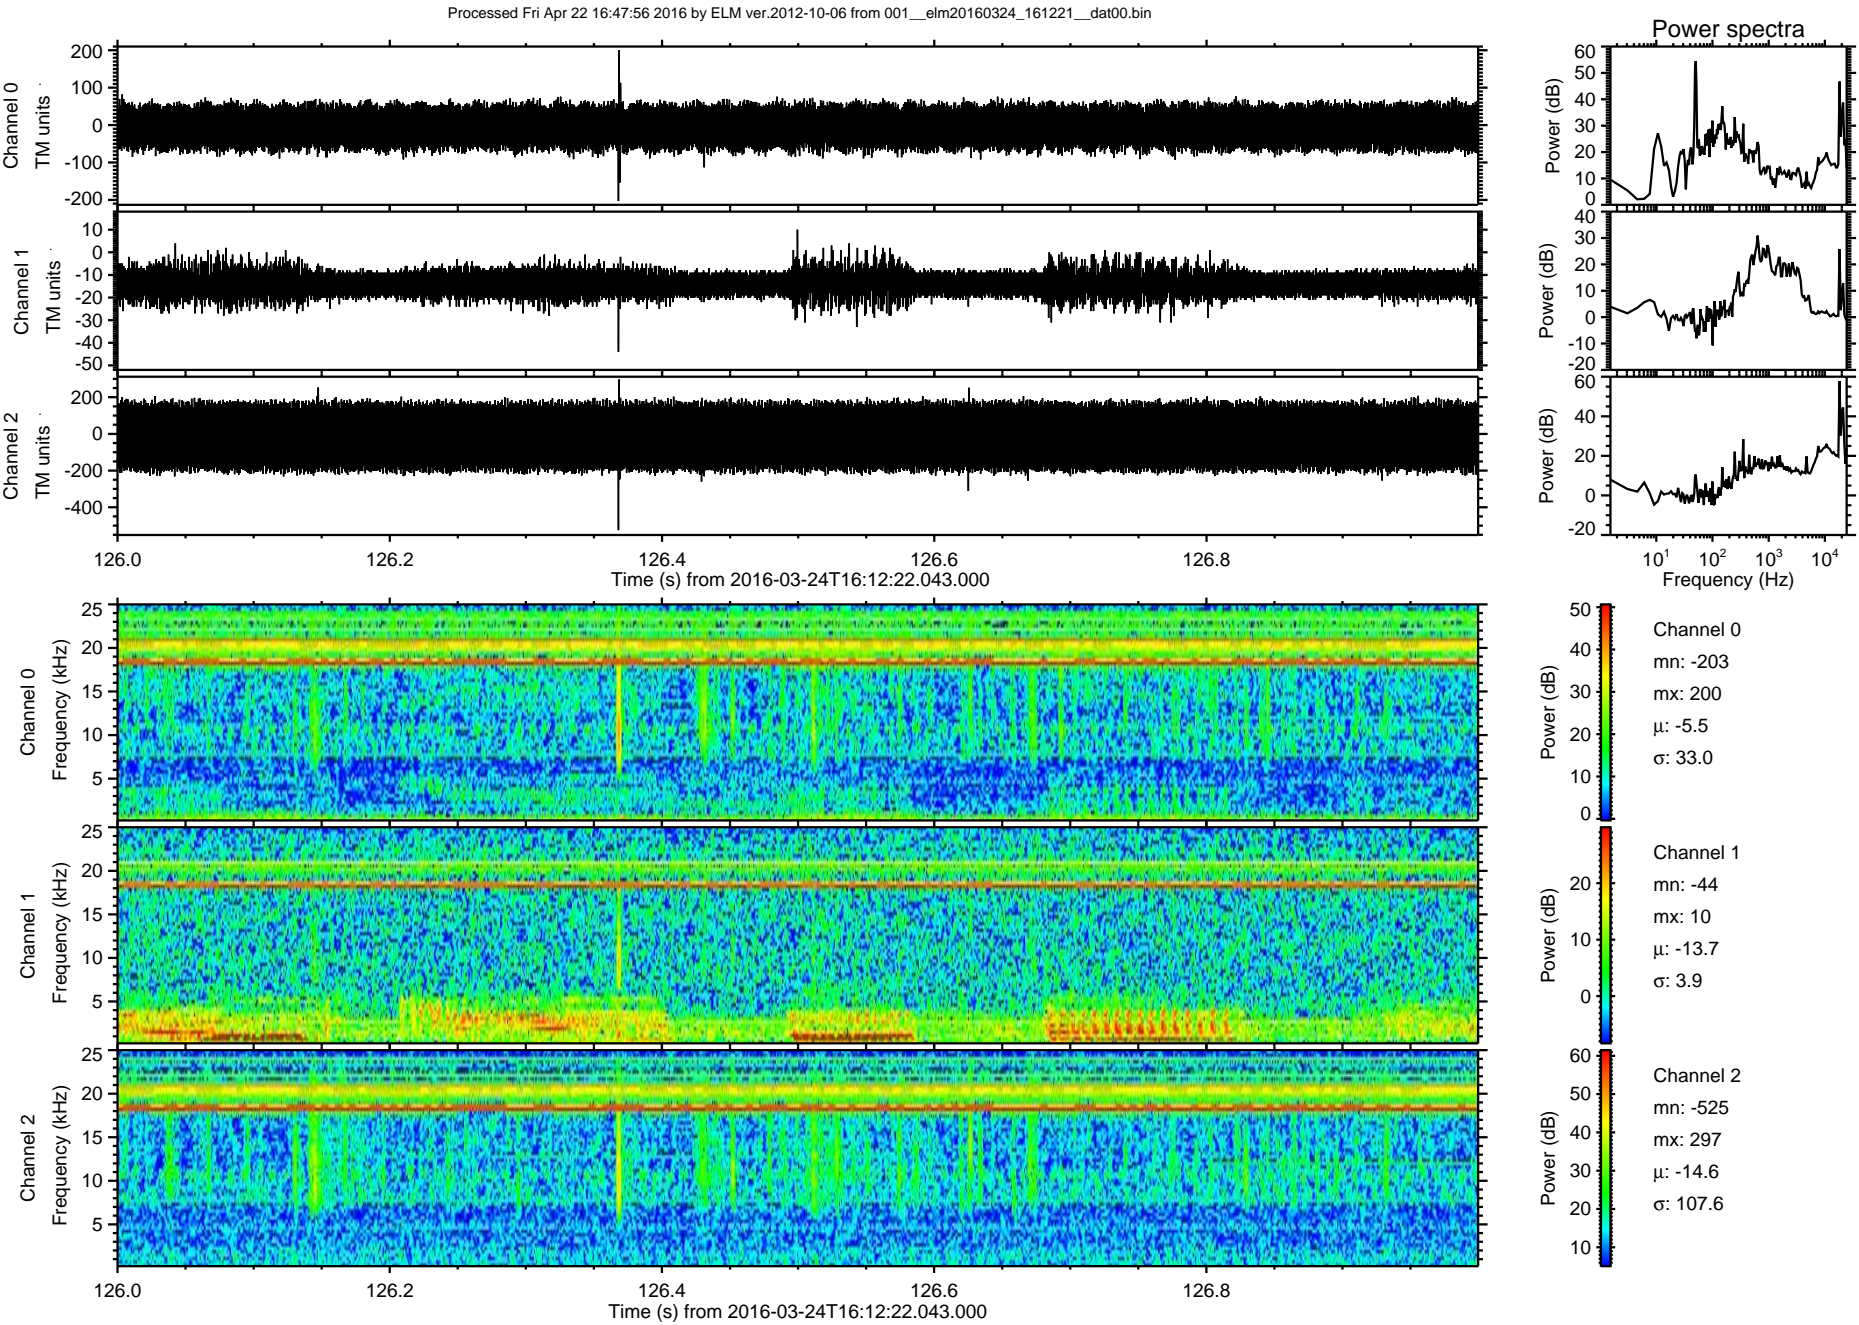 Processed Fri Apr 22 16:47:56 2016 by ELM ver.2012-10-06 from 001__elm20160324_161221__dat00.bin
Power spectra
Channel 0
TM units
200
100
0
-100
-200
Power (dB)
60
50
40
30
20
10
0
Channel 1
TM units
10
0
-10
-20
-30
-40
-50
Power (dB)
40
30
20
10
0
-10
-20
Channel 2
TM units
200
0
-200
-400
Power (dB)
60
40
20
0
-20
126.0 126.2 126.4 126.6 126.8
Time (s) from 2016-03-24T16:12:22.043.000
10^1 10^2 10^3 10^4
Frequency (Hz)
Channel 0
Frequency (kHz)
25
20
15
10
5
Power (dB)
50
40
30
20
10
0
Channel 0
mn: -203
mx: 200
μ: -5.5
σ: 33.0
Channel 1
Frequency (kHz)
25
20
15
10
5
Power (dB)
20
10
0
Channel 1
mn: -44
mx: 10
μ: -13.7
σ: 3.9
Channel 2
Frequency (kHz)
25
20
15
10
5
Power (dB)
60
50
40
30
20
10
Channel 2
mn: -525
mx: 297
μ: -14.6
σ: 107.6
126.0 126.2 126.4 126.6 126.8
Time (s) from 2016-03-24T16:12:22.043.000